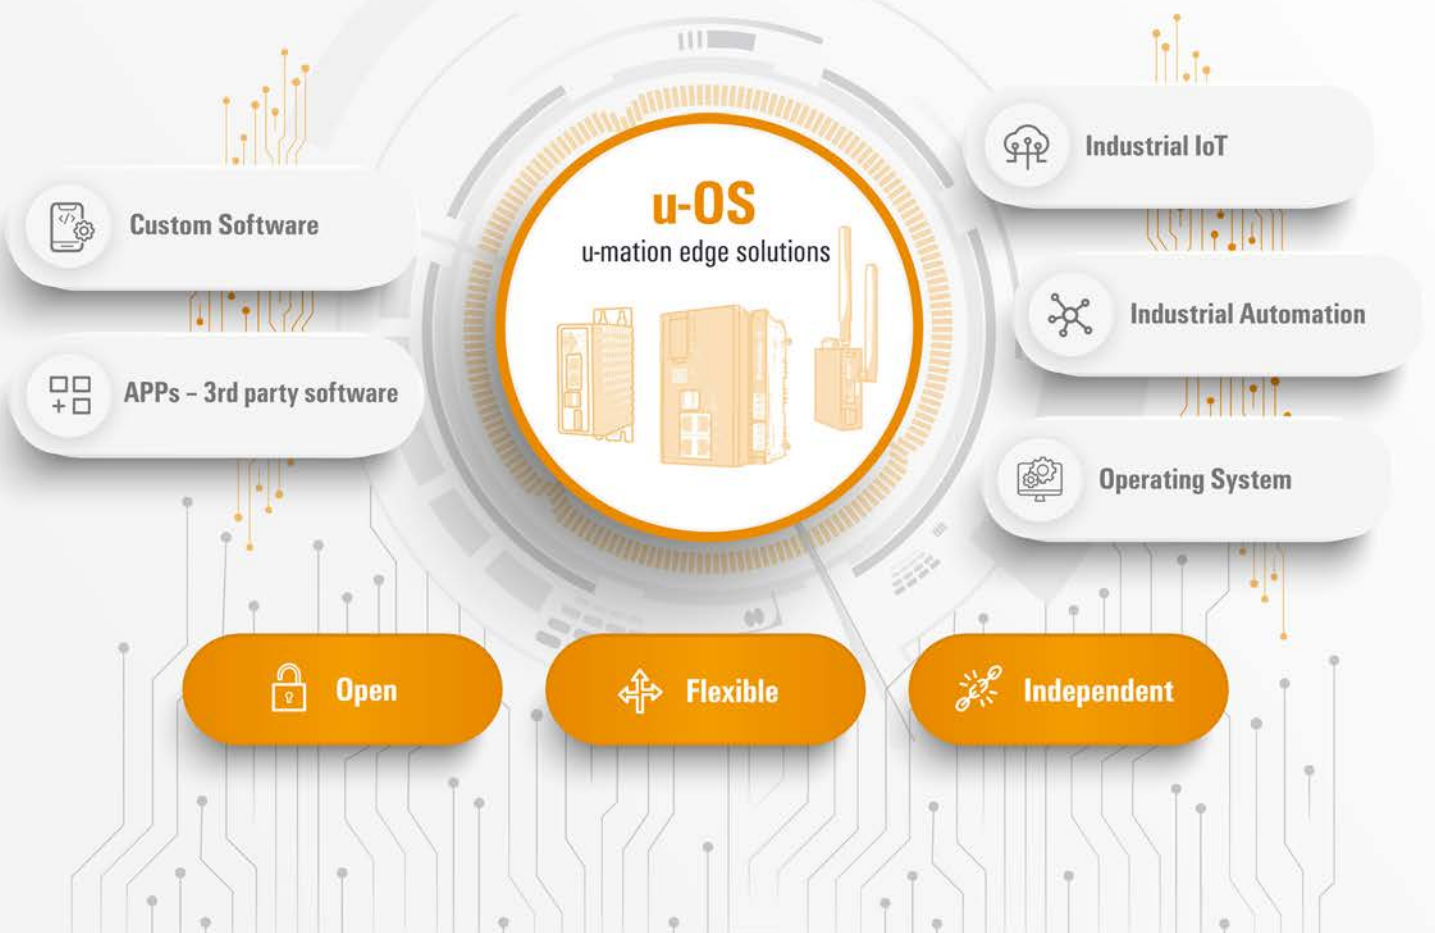 u-OS
u-mation edge solutions
Custom Software
APPs – 3rd party software
Industrial IoT
Industrial Automation
Operating System
Open
Flexible
Independent